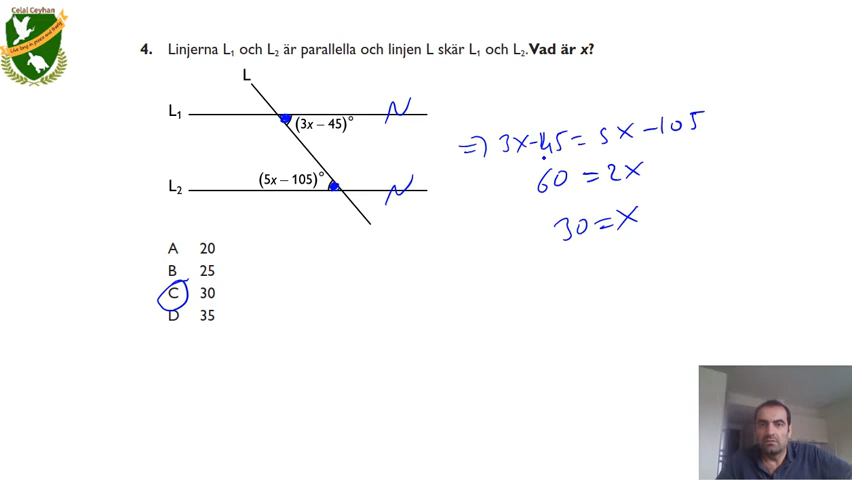 Celal Ceyhan
4. Linjerna L₁ och L₂ är parallella och linjen L skär L₁ och L₂. Vad är x?
L
L₁
(3x – 45)°
N
⇒ 3x-45 = 5x -105
L₂
(5x – 105)°
N
60 = 2x
30 = x
A 20
B 25
C 30
D 35